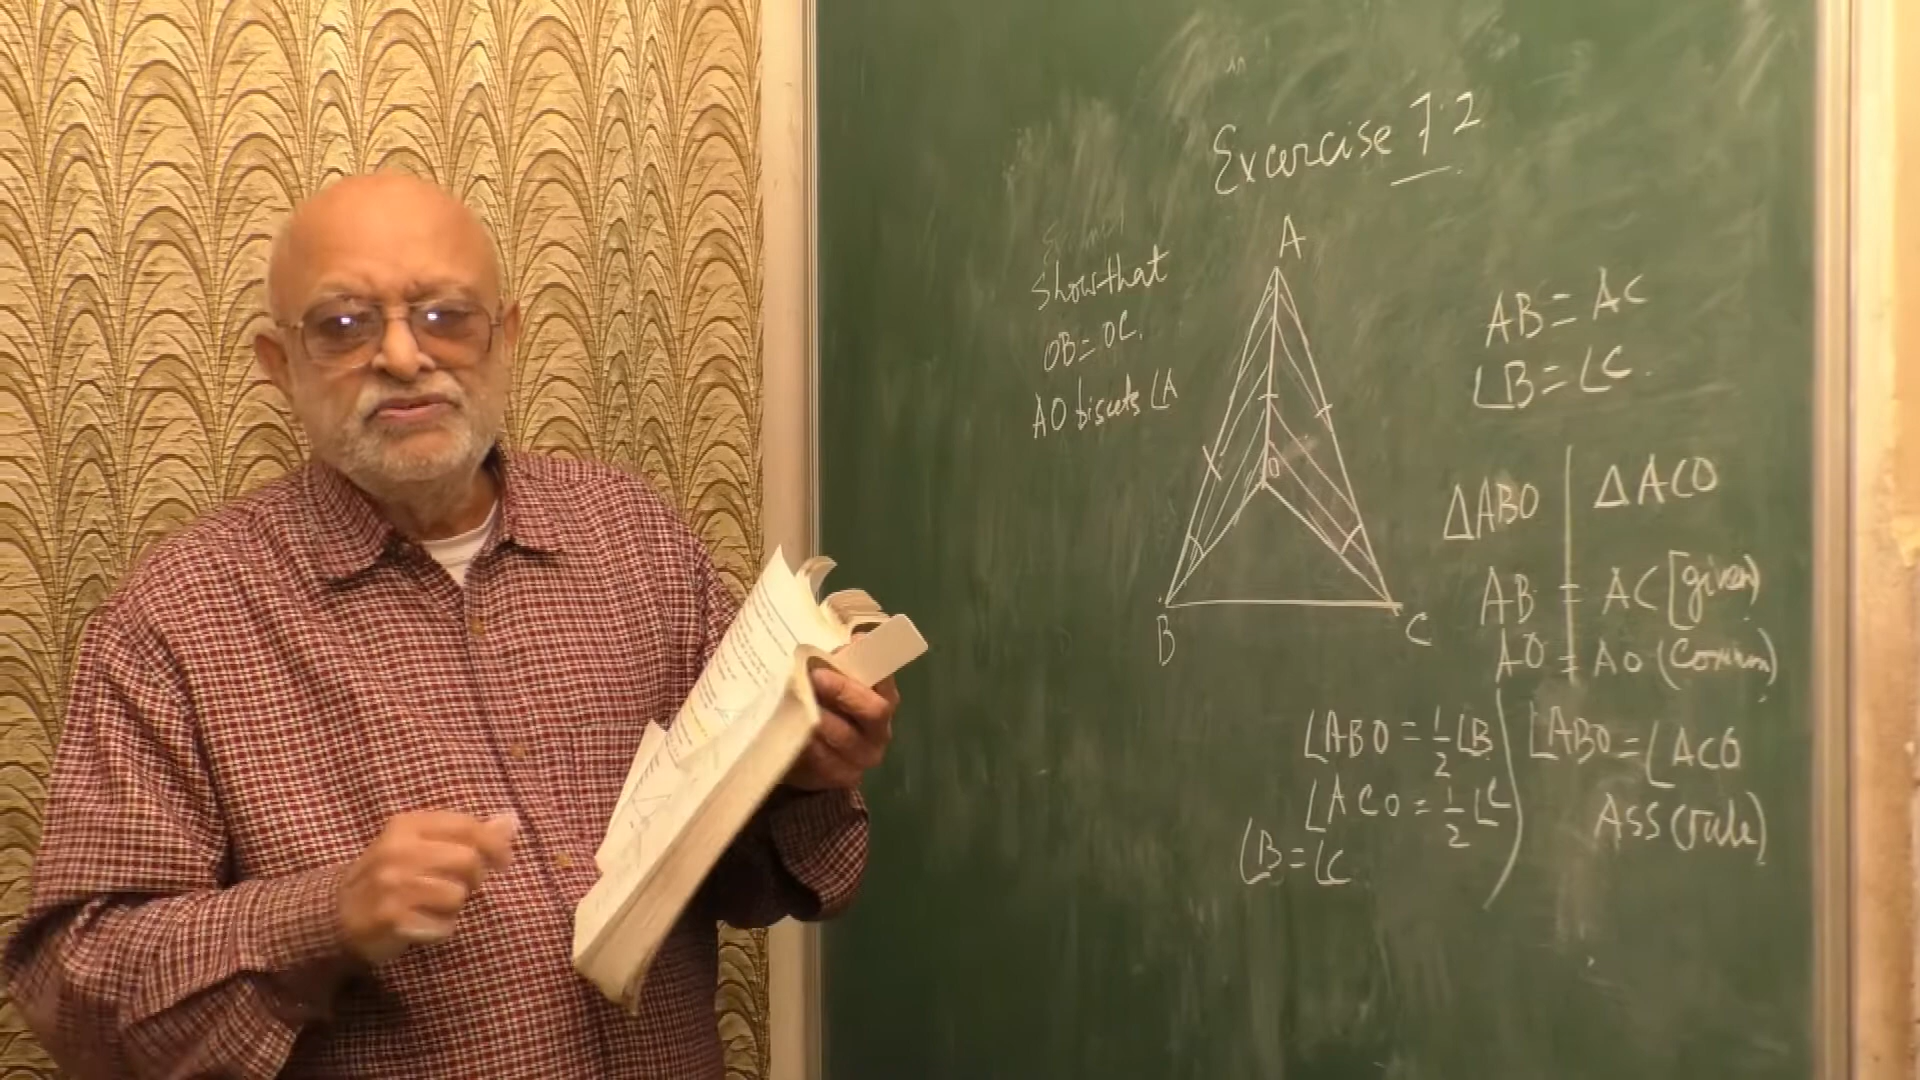 Excercise 7.2
Show that
OB = OC.
AO bisects ∠A
A
O
B
C
AB = AC
∠B = ∠C.
ΔABO ΔACO
AB = AC [given)
AO = AO (Common)
∠ABO = 1/2 ∠B
∠ACO = 1/2 ∠C
∠B = ∠C
∠ABO = ∠ACO
ASS (rule)